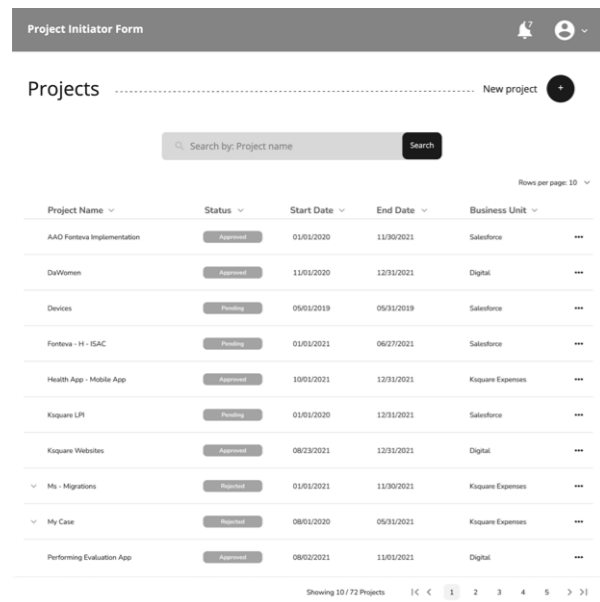 Project Initiator Form 7
Projects New project +
Search by: Project name Search
Rows per page: 10
Project Name Status Start Date End Date Business Unit
AAO Fonteva Implementation Approved 01/01/2020 11/30/2021 Salesforce
DaWomen Approved 11/01/2020 12/31/2021 Digital
Devices Pending 05/01/2019 05/31/2019 Salesforce
Fonteva - H - ISAC Pending 01/01/2021 06/27/2021 Salesforce
Health App - Mobile App Approved 10/01/2021 12/31/2021 Ksquare Expenses
Ksquare LPI Pending 01/01/2020 12/31/2021 Salesforce
Ksquare Websites Approved 08/23/2021 12/31/2021 Digital
Ms - Migrations Rejected 01/01/2021 11/30/2021 Ksquare Expenses
My Case Rejected 08/01/2020 05/31/2021 Ksquare Expenses
Performing Evaluation App Approved 08/02/2021 11/01/2021 Digital
Showing 10 / 72 Projects 1 2 3 4 5